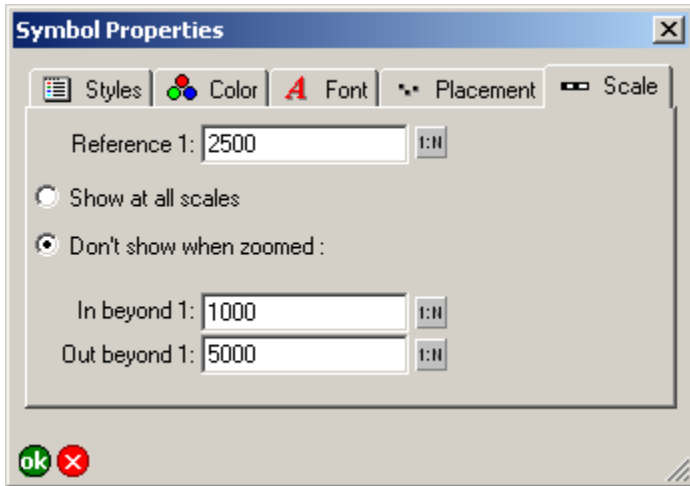 Symbol Properties
Styles Color A Font Placement Scale
Reference 1: 2500 1:N
Show at all scales
Don't show when zoomed :
In beyond 1: 1000 1:N
Out beyond 1: 5000 1:N
ok